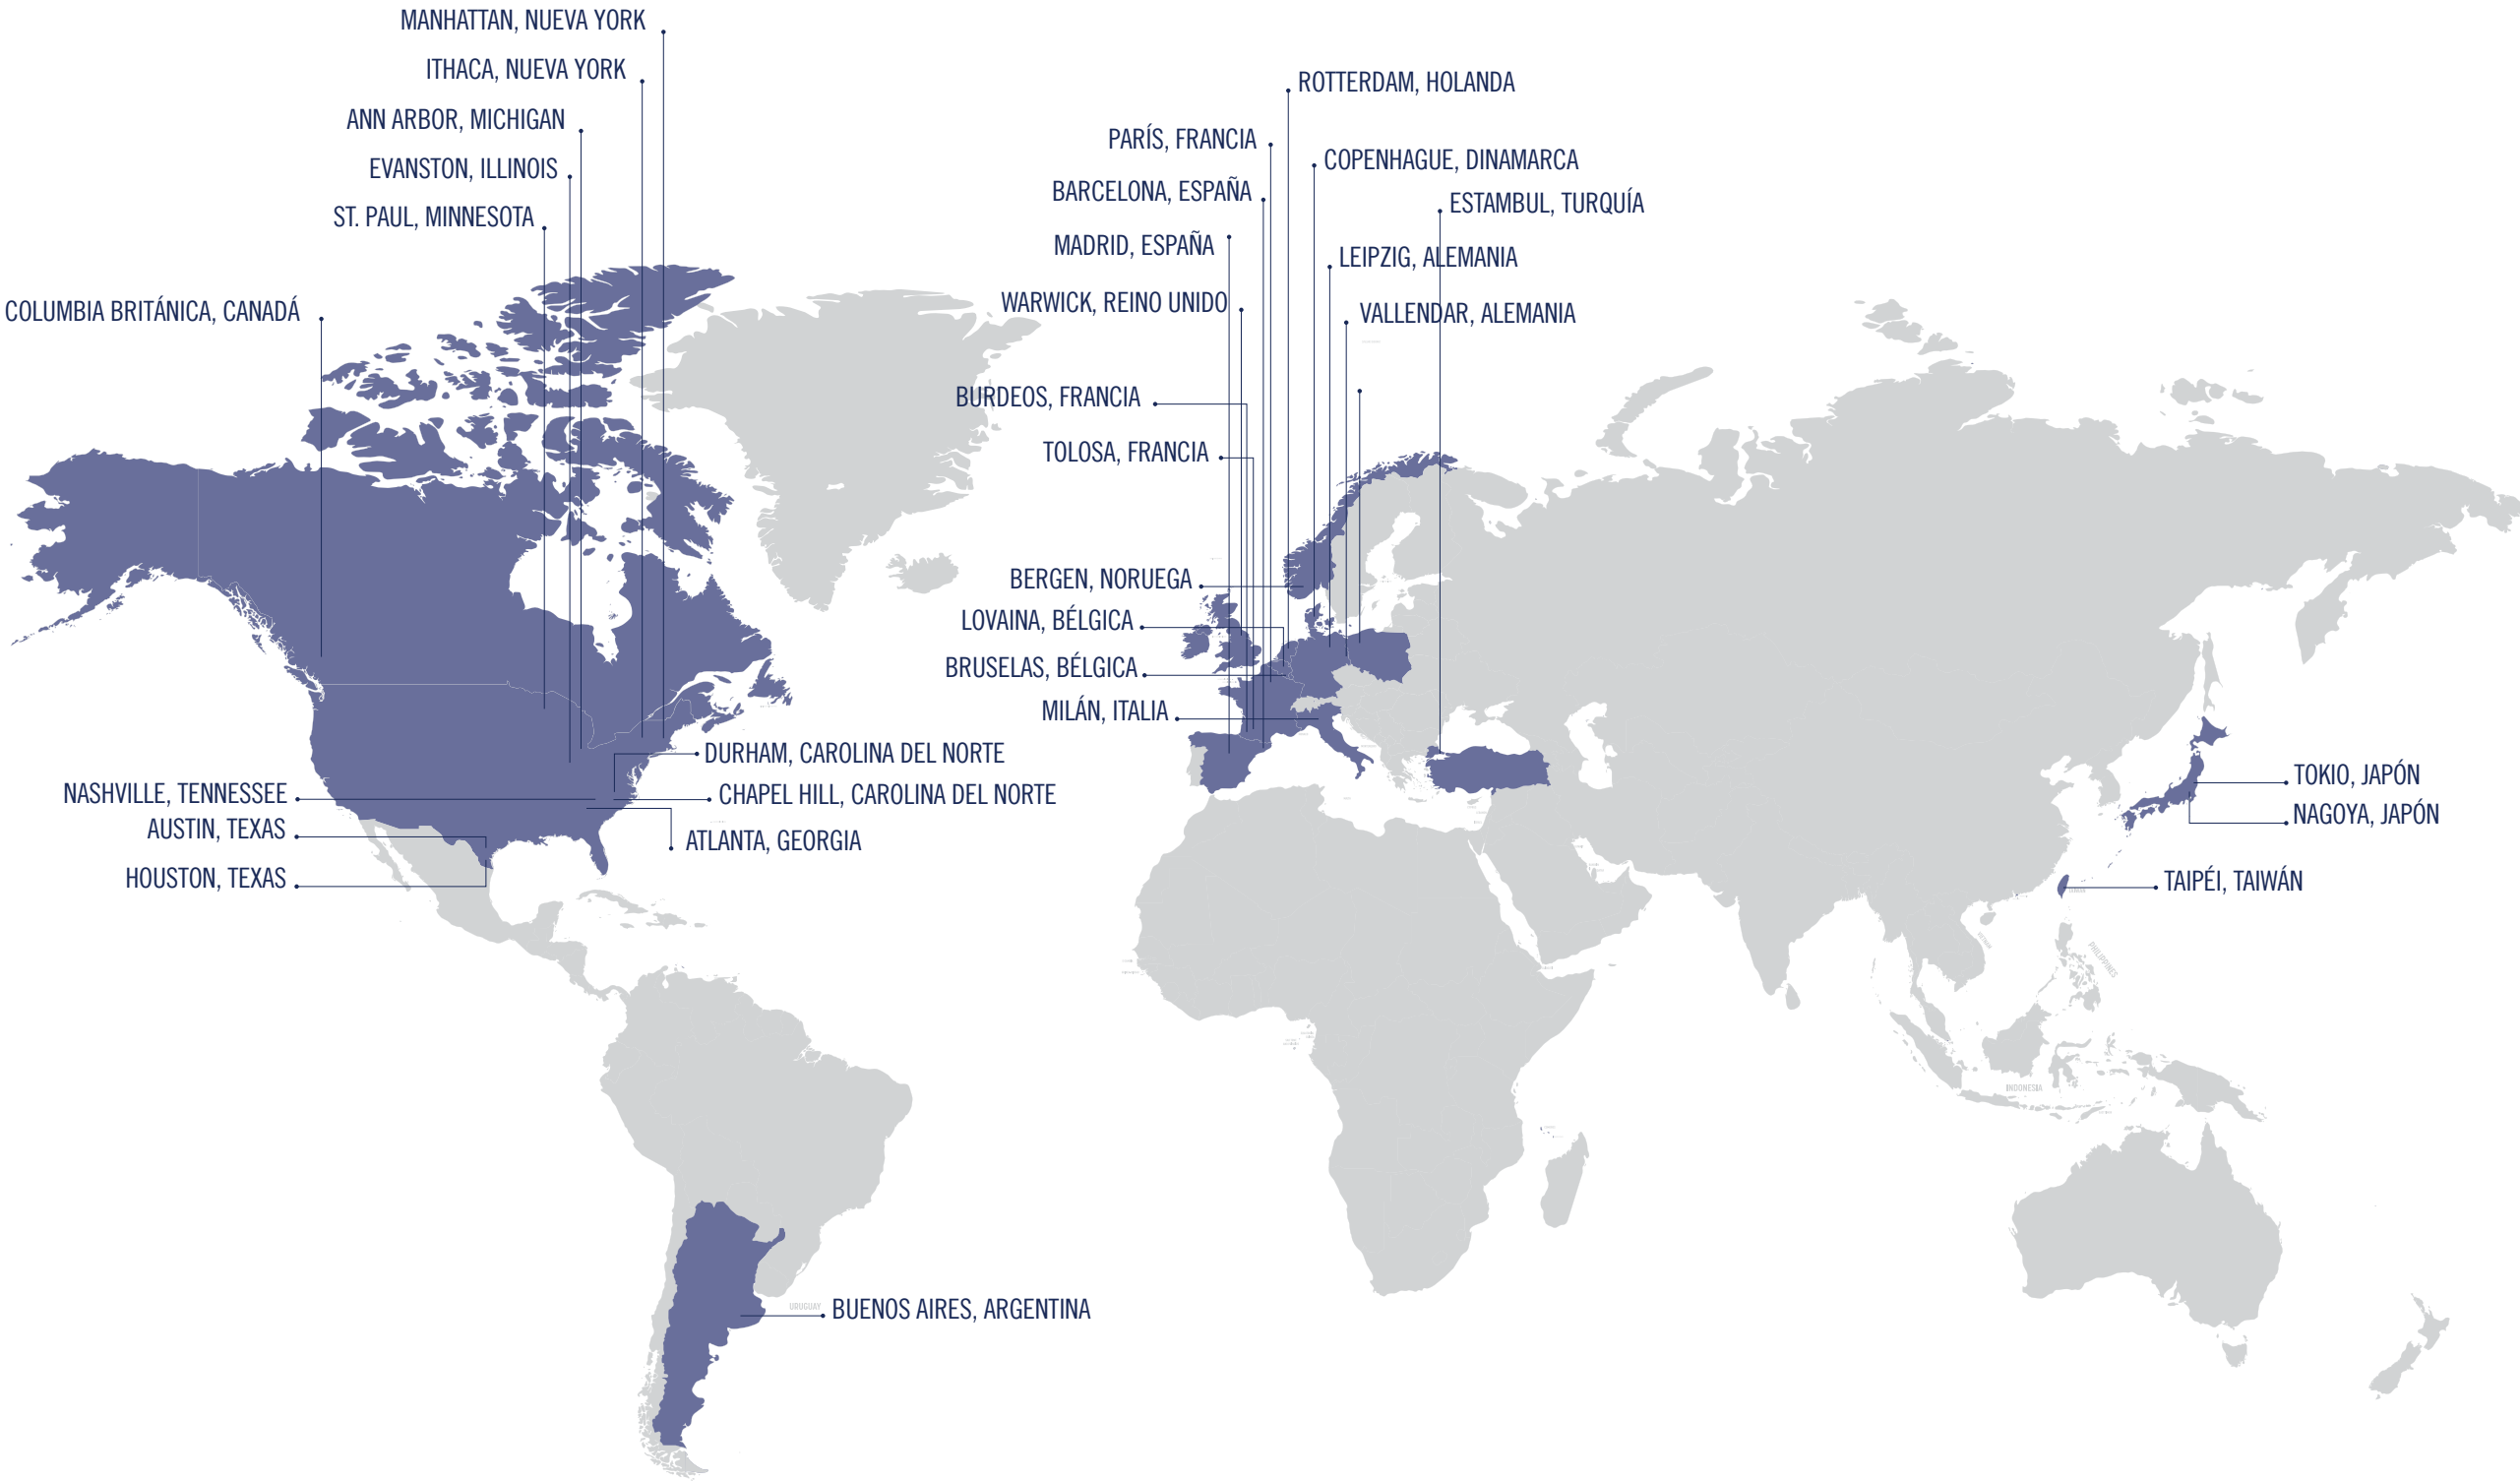 MANHATTAN, NUEVA YORK
ITHACA, NUEVA YORK
ANN ARBOR, MICHIGAN
EVANSTON, ILLINOIS
ST. PAUL, MINNESOTA
COLUMBIA BRITÁNICA, CANADÁ
DURHAM, CAROLINA DEL NORTE
NASHVILLE, TENNESSEE
CHAPEL HILL, CAROLINA DEL NORTE
AUSTIN, TEXAS
ATLANTA, GEORGIA
HOUSTON, TEXAS
URUGUAY
BUENOS AIRES, ARGENTINA
ROTTERDAM, HOLANDA
PARÍS, FRANCIA
COPENHAGUE, DINAMARCA
BARCELONA, ESPAÑA
ESTAMBUL, TURQUÍA
MADRID, ESPAÑA
LEIPZIG, ALEMANIA
WARWICK, REINO UNIDO
VALLENDAR, ALEMANIA
BURDEOS, FRANCIA
TOLOSA, FRANCIA
BERGEN, NORUEGA
LOVAINA, BÉLGICA
BRUSELAS, BÉLGICA
MILÁN, ITALIA
TOKIO, JAPÓN
NAGOYA, JAPÓN
TAIPÉI, TAIWÁN
PHILIPPINES
INDONESIA